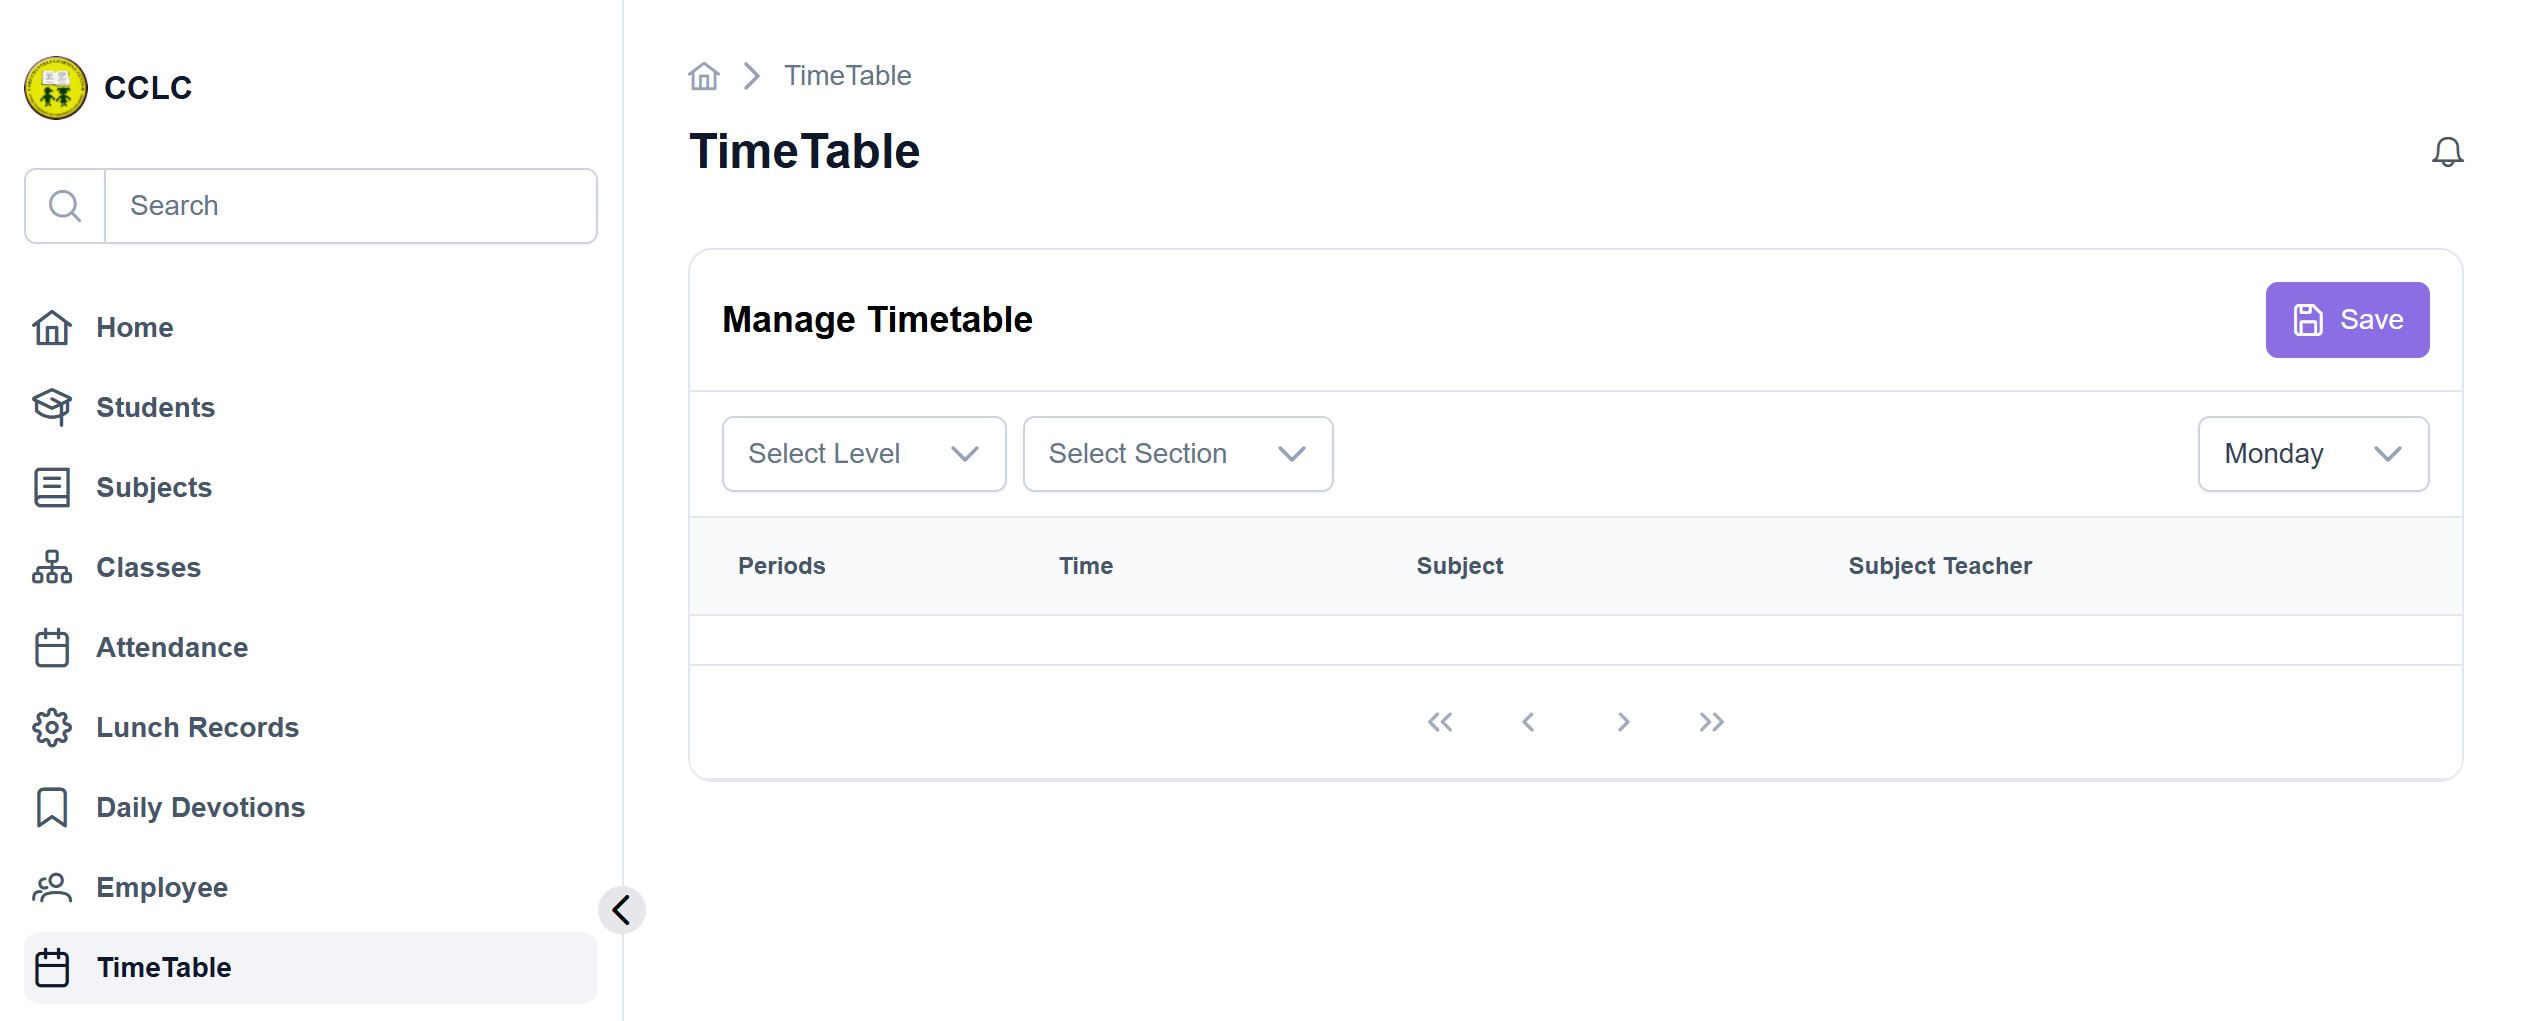 CCLC
Search
Home
Students
Subjects
Classes
Attendance
Lunch Records
Daily Devotions
Employee
TimeTable
TimeTable
TimeTable
Manage Timetable
Save
Select Level
Select Section
Monday
Periods Time Subject Subject Teacher